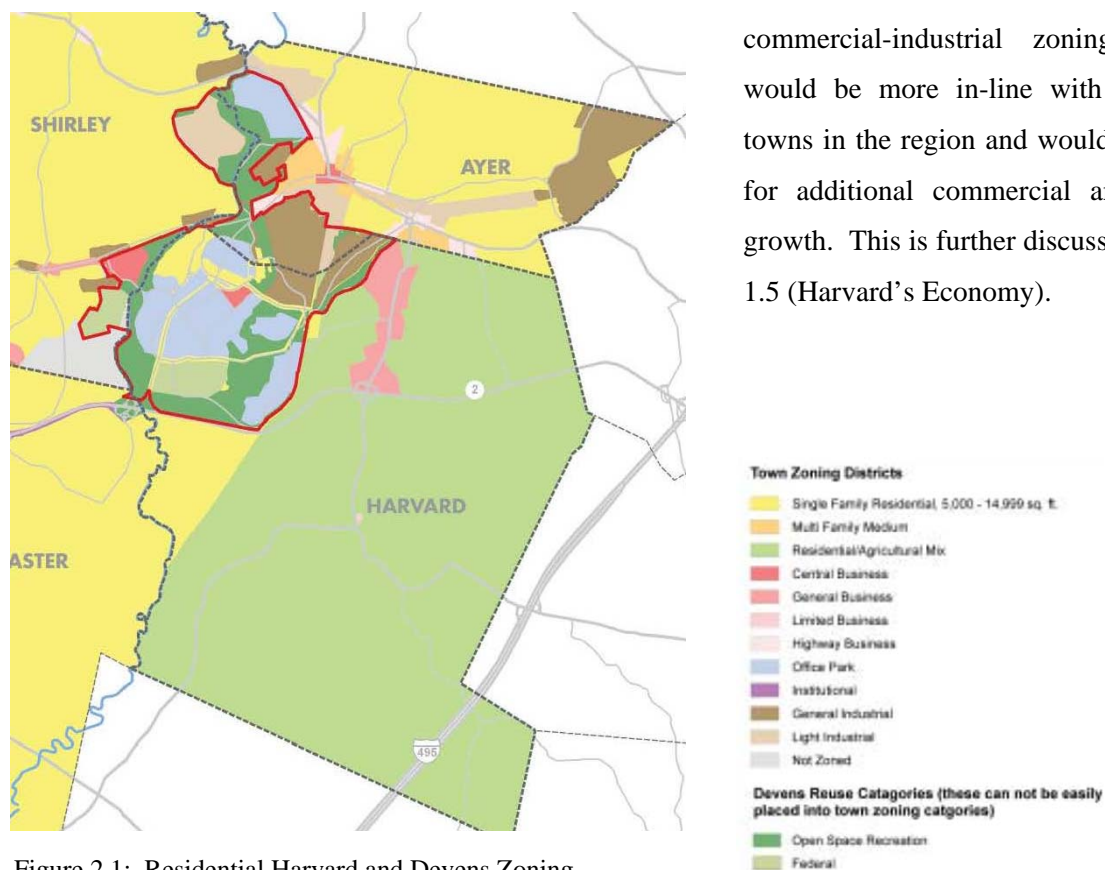 commercial-industrial zoning
would be more in-line with
towns in the region and would
for additional commercial
growth. This is further
1.5 (Harvard's Economy).
SHIRLEY
AYER
2
HARVARD
ASTER
495
Town Zoning Districts
Single Family Residential, 5,000 - 14,999 sq. ft.
Multi Family Medium
Residential/Agricultural Mix
Central Business
General Business
Limited Business
Highway Business
Office Park
Institutional
General Industrial
Light Industrial
Not Zoned
Devens Reuse Catagories (these can not be easily
placed into town zoning catgories)
Open Space Recreation
Federal
Figure 2.1: Residential Harvard and Devens Zoning